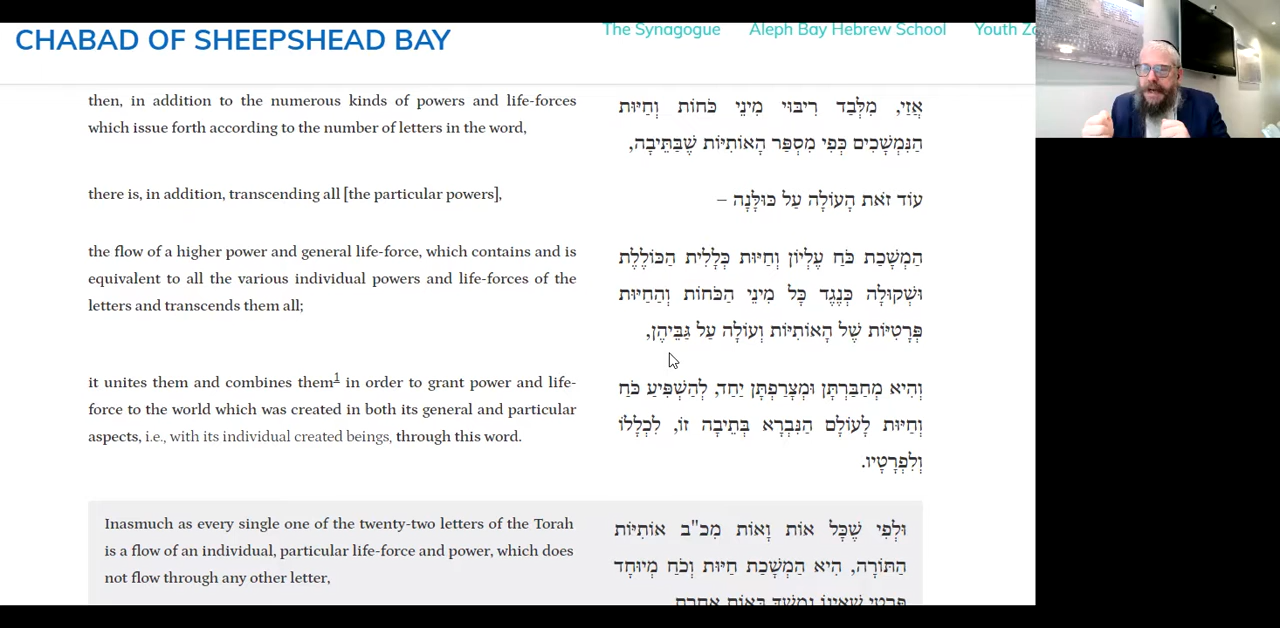 CHABAD OF SHEEPSHEAD BAY
The Synagogue Aleph Bay Hebrew School Youth
then, in addition to the numerous kinds of powers and life-forces
which issue forth according to the number of letters in the word,
אֲזַי, מִלְּבַד רִיבּוּי מִינֵי כֹּחוֹת וְחַיּוּת
הַנִּמְשָׁכִים כְּפִי מִסְפַּר הָאוֹתִיּוֹת שֶׁבַּתֵּיבָה,
there is, in addition, transcending all [the particular powers],
עוֹד זֹאת הָעוֹלָה עַל כּוּלָּנָה –
the flow of a higher power and general life-force, which contains and is
equivalent to all the various individual powers and life-forces of the
letters and transcends them all;
הַמְשָׁכַת כֹּחַ עֶלְיוֹן וְחַיּוּת כְּלָלִית הַכּוֹלֶלֶת
וּשְׁקוּלָה כְּנֶגֶד כָּל מִינֵי הַכֹּחוֹת וְהַחַיּוּת
פְּרָטִיּוֹת שֶׁל הָאוֹתִיּוֹת וְעוֹלָה עַל גַּבֵּיהֶן,
it unites them and combines them1 in order to grant power and life-
force to the world which was created in both its general and particular
aspects, i.e., with its individual created beings, through this word.
וְהִיא מְחַבַּרְתָּן וּמְצָרַפְתָּן יַחַד, לְהַשְׁפִּיעַ כֹּחַ
וְחַיּוּת לָעוֹלָם הַנִּבְרָא בְּתֵיבָה זוֹ, לִכְלָלוֹ
וְלִפְרָטָיו.
Inasmuch as every single one of the twenty-two letters of the Torah
is a flow of an individual, particular life-force and power, which does
not flow through any other letter,
וּלְפִי שֶׁכָּל אוֹת וָאוֹת מִכ"ב אוֹתִיּוֹת
הַתּוֹרָה, הִיא הַמְשָׁכַת חַיּוּת וְכֹחַ מְיוּחָד